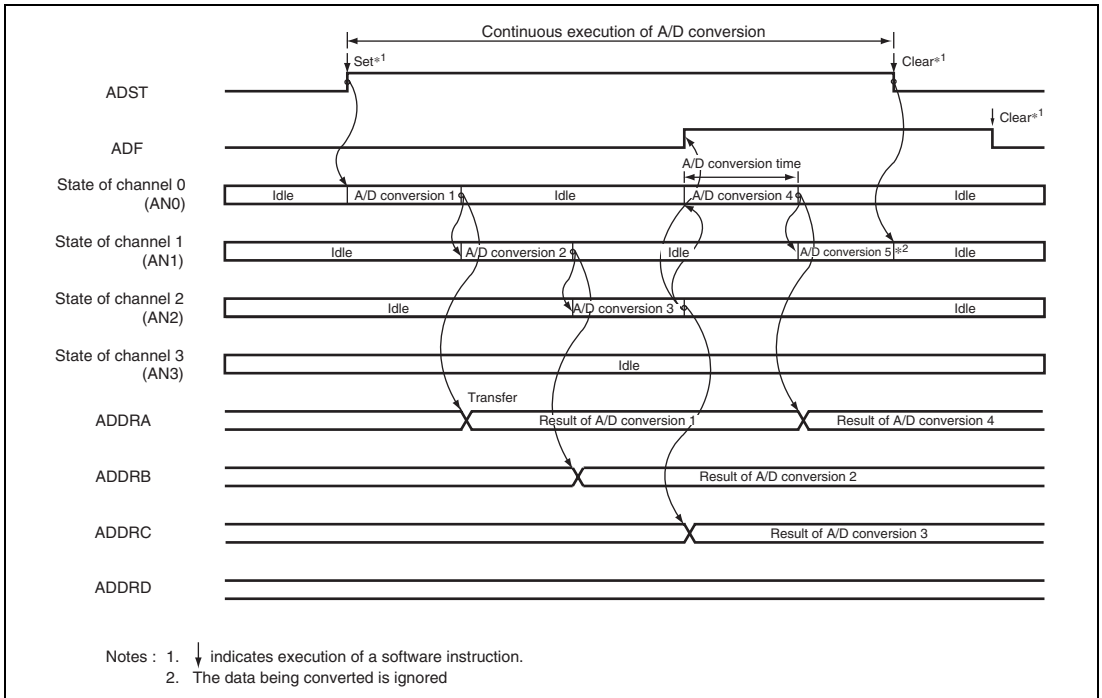 Continuous execution of A/D conversion
Set*1
Clear*1
ADST
Clear*1
ADF
A/D conversion time
State of channel 0
(AN0)
Idle
A/D conversion 1
Idle
A/D conversion 4
Idle
State of channel 1
(AN1)
Idle
A/D conversion 2
Idle
A/D conversion 5
*2
Idle
State of channel 2
(AN2)
Idle
A/D conversion 3
Idle
State of channel 3
(AN3)
Idle
Transfer
ADDRA
Result of A/D conversion 1
Result of A/D conversion 4
ADDRB
Result of A/D conversion 2
ADDRC
Result of A/D conversion 3
ADDRD
Notes : 1. ↓ indicates execution of a software instruction.
2. The data being converted is ignored